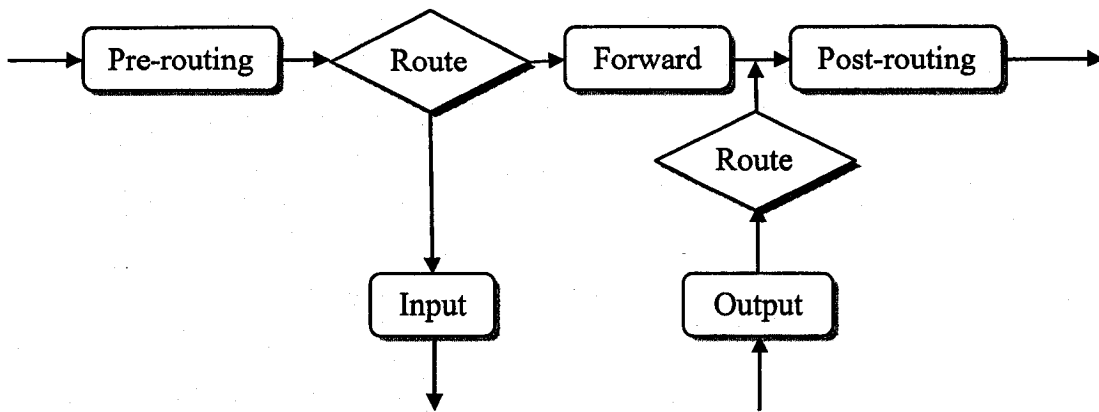 Pre-routing
Route
Forward
Post-routing
Route
Input
Output